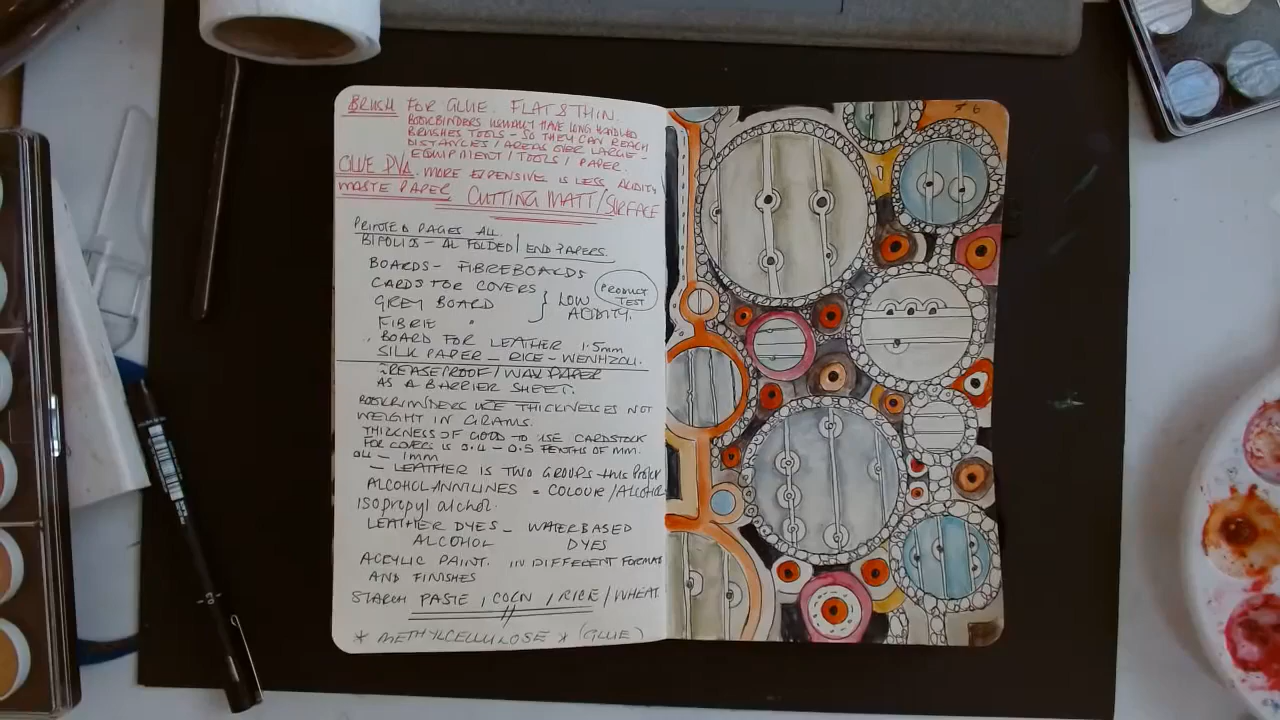 BRUSH FOR GLUE. FLAT & THIN.
BOOKBINDERS USUALLY HAVE LONG HANDLED
BRUSHES TOOLS - SO THEY CAN REACH
DISTANCES / AREAS OVER LARGE -
EQUIPMENT / TOOLS / PAPER.
GLUE PVA. MORE EXPENSIVE IS LESS ACIDITY
WASTE PAPER CUTTING MATT/SURFACE
PRINTED PAGES ALL
BIFOLIOS - FOLDED / END PAPERS.
BOARDS - FIBREBOARDS
CARDS FOR COVERS
GREY BOARD } LOW ACIDITY.
PRODUCT TEST
FIBRE "
" BOARD FOR LEATHER 1.5mm
SILK PAPER - RICE - WENHZOU.
GREASEPROOF / WAX PAPER
AS A BARRIER SHEET.
BOOKBINDERS USE THICKNESSES NOT
WEIGHT IN GRAMS.
THICKNESS OF GOOD TO USE CARDSTOCK
FOR COVERS IS 0.4 - 0.5 TENTHS OF MM.
0.4 - 1mm
- LEATHER IS TWO GROUPS - this
ALCOHOL ANNILINES = COLOUR / ALCOHOL
Isopropyl alchol.
LEATHER DYES - WATERBASED
ALCOHOL DYES
ACRYLIC PAINT. IN DIFFERENT FORMAT
AND FINISHES
STARCH PASTE, CORN, RICE / WHEAT
* METHYLCELLULOSE * (GLUE)